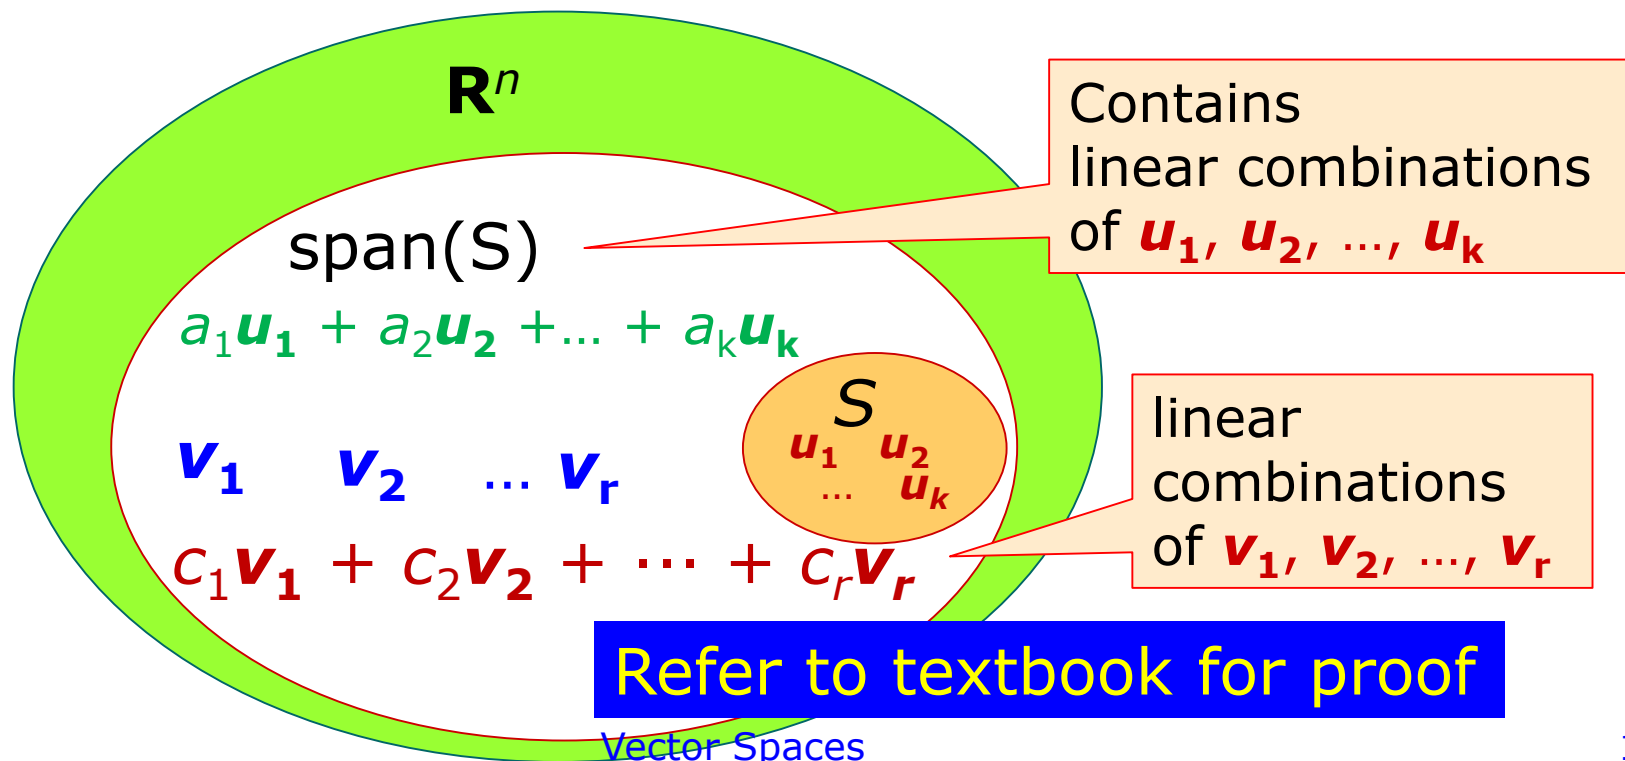 Rⁿ
Contains
linear combinations
of u₁, u₂, ..., uₖ
span(S)
a₁u₁ + a₂u₂ +... + aₖuₖ
S
u₁ u₂
... uₖ
v₁ v₂ ... vᵣ
c₁v₁ + c₂v₂ + ··· + cᵣvᵣ
linear
combinations
of v₁, v₂, ..., vᵣ
Refer to textbook for proof
Vector Spaces